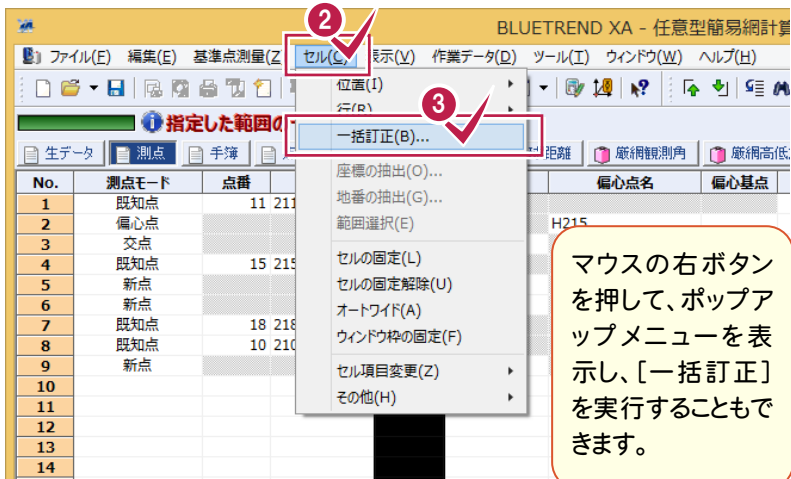 BLUETREND XA - 任意型簡易網計算
2
ファイル(F) 編集(E) 基準点測量(Z) セル(C) 表示(V) 作業データ(D) ツール(T) ウィンドウ(W) ヘルプ(H)
位置(I)
行(R)
3
指定した範囲の
一括訂正(B)...
生データ 測点 手簿 距離 厳網観測角 厳網高低
座標の抽出(O)...
地番の抽出(G)...
範囲選択(E)
セルの固定(L)
セルの固定解除(U)
オートワイド(A)
ウィンドウ枠の固定(F)
セル項目変更(Z)
その他(H)
No. 測点モード 点番 偏心点名 偏心基点
1 既知点 11 211
2 偏心点 H215
3 交点
4 既知点 15 215
5 新点
6 新点
7 既知点 18 218
8 既知点 10 210
9 新点
10
11
12
13
14
マウスの右ボタン
を押して、ポップア
ップメニューを表
示し、[一括訂正]
を実行することもで
きます。